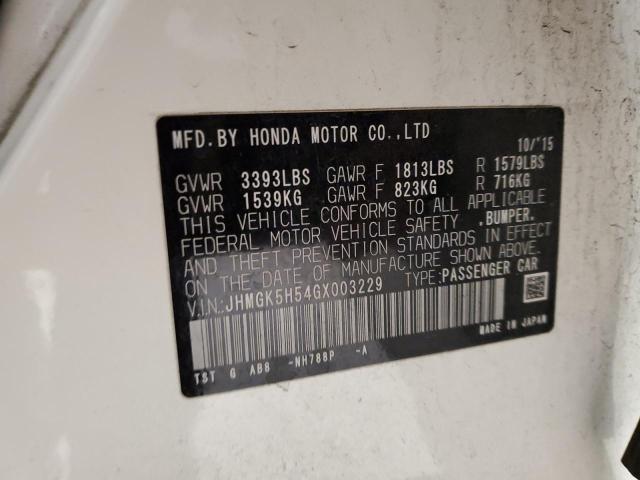 MFD.BY HONDA MOTOR CO.,LTD 10/'15
GVWR 3393LBS GAWR F 1813LBS R 1579LBS
GVWR 1539KG GAWR F 823KG R 716KG
THIS VEHICLE CONFORMS TO ALL APPLICABLE
FEDERAL MOTOR VEHICLE SAFETY ,BUMPER,
AND THEFT PREVENTION STANDARDS IN EFFECT
ON THE DATE OF MANUFACTURE SHOWN ABOVE.
V.I.N.:JHMGK5H54GX003229 TYPE:PASSENGER CAR
TST G AB8 -NH788P -A MADE IN JAPAN